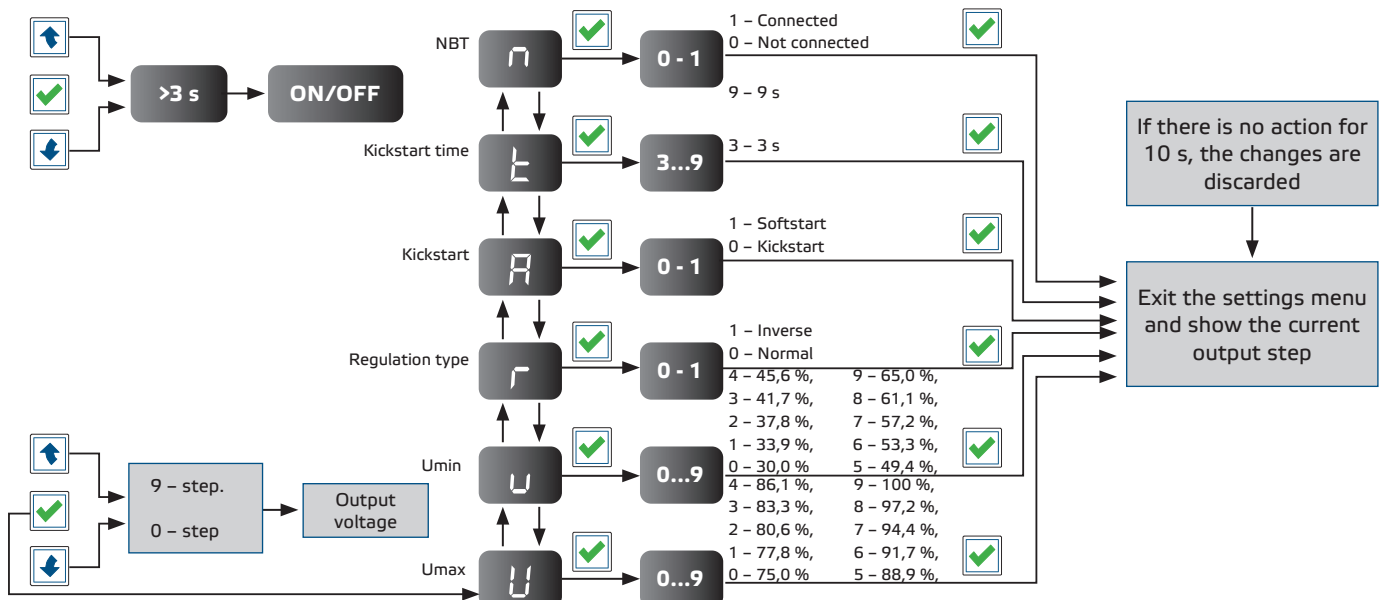 >3 s
ON/OFF
NBT
n
0 - 1
1 – Connected
0 – Not connected
Kickstart time
t
3...9
9 – 9 s
3 – 3 s
Kickstart
A
0 - 1
1 – Softstart
0 – Kickstart
Regulation type
r
0 - 1
1 – Inverse
0 – Normal
Umin
u
0...9
4 – 45,6 %, 9 – 65,0 %,
3 – 41,7 %, 8 – 61,1 %,
2 – 37,8 %, 7 – 57,2 %,
1 – 33,9 %, 6 – 53,3 %,
0 – 30,0 % 5 – 49,4 %,
Umax
U
0...9
4 – 86,1 %, 9 – 100 %,
3 – 83,3 %, 8 – 97,2 %,
2 – 80,6 %, 7 – 94,4 %,
1 – 77,8 %, 6 – 91,7 %,
0 – 75,0 % 5 – 88,9 %,
9 – step.
0 – step
Output
voltage
If there is no action for
10 s, the changes are
discarded
Exit the settings menu
and show the current
output step